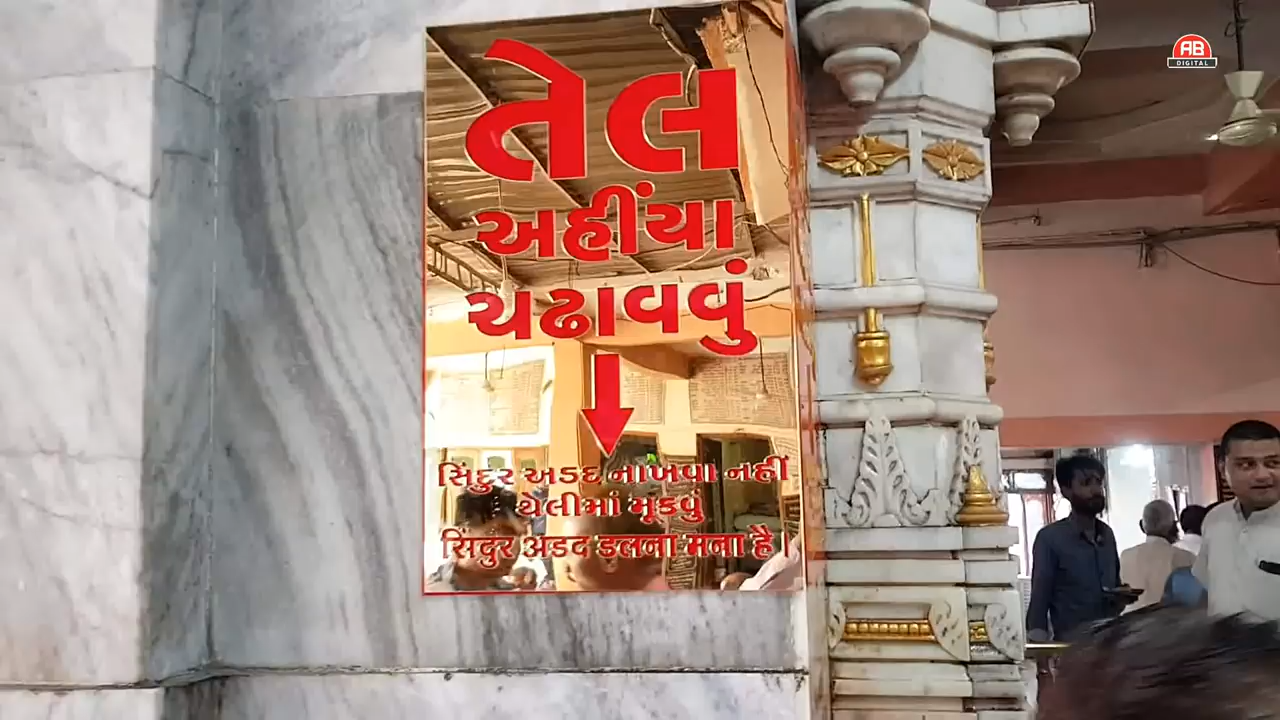 તેલ
અહીંયા
ચઢાવવું
સિંદુર અડદ નાખવા નહીં
થેલીમાં મૂકવું
सिंदुर अडद डलना मना है |
AB
DIGITAL